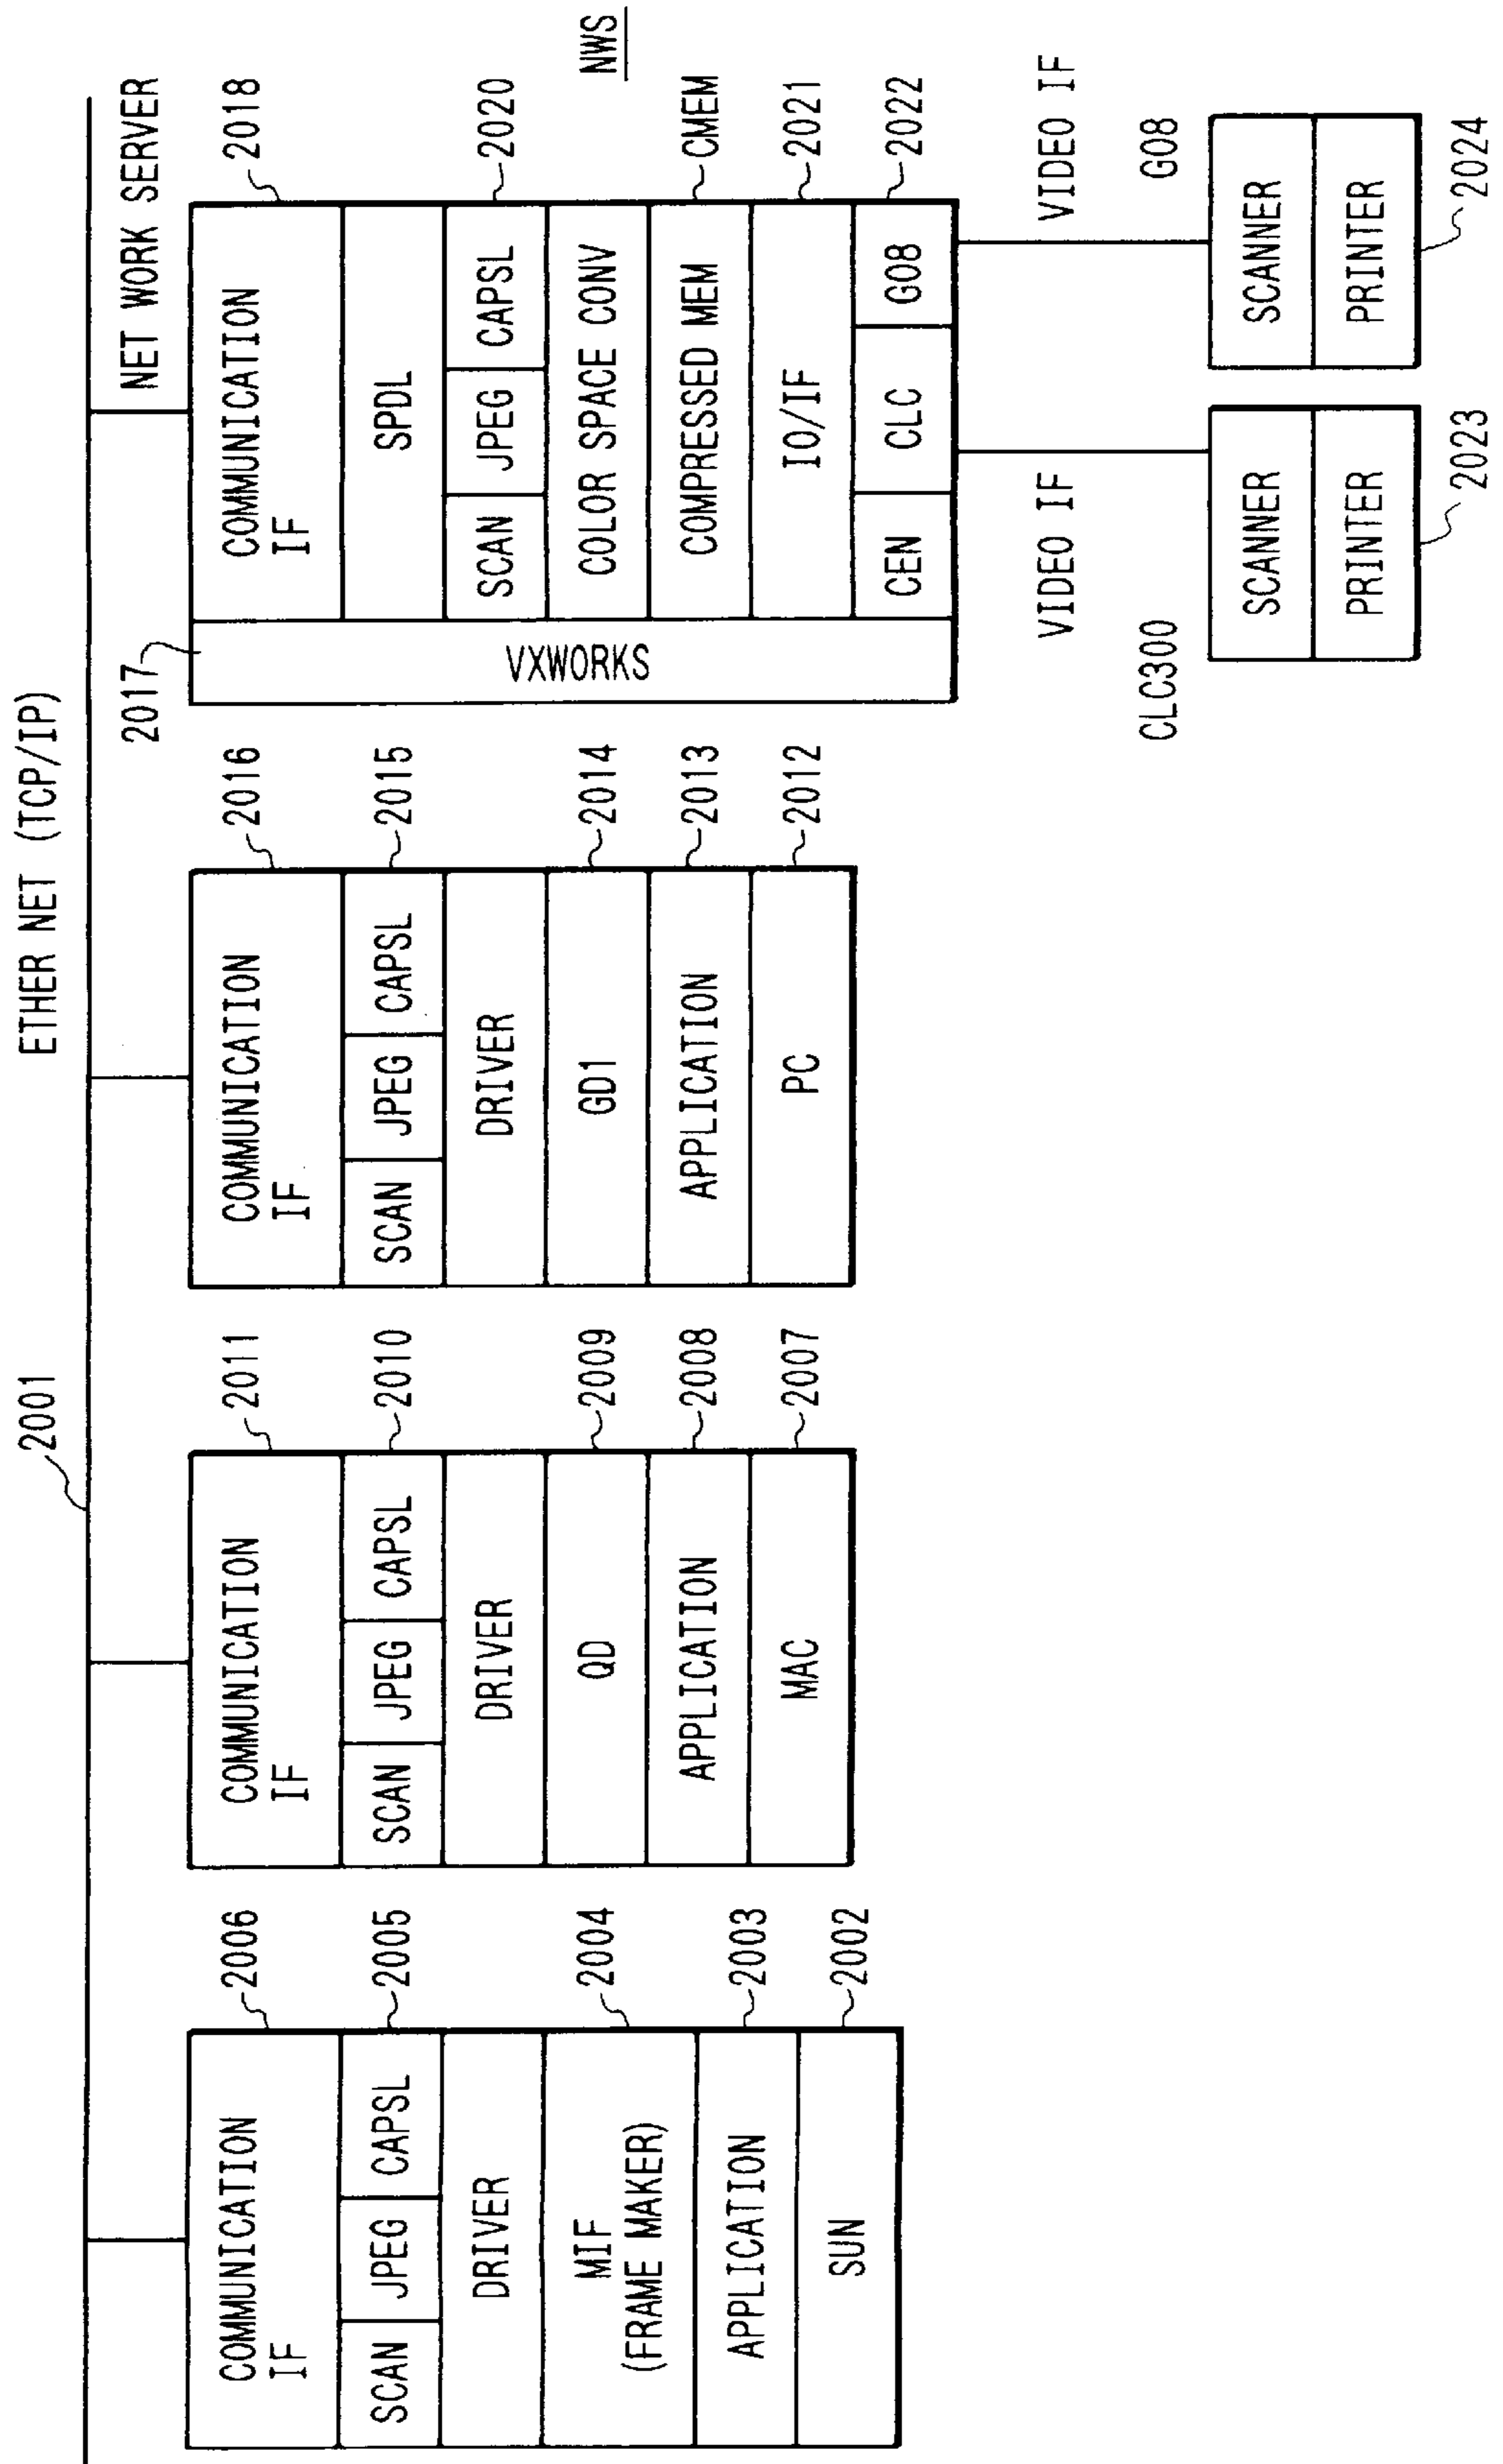 ETHER NET (TCP/IP)
2001
NET WORK SERVER
NWS
COMMUNICATION
IF
2006
SCAN
JPEG
CAPSL
2005
DRIVER
MIF
(FRAME MAKER)
2004
APPLICATION
2003
SUN
2002
COMMUNICATION
IF
2011
SCAN
JPEG
CAPSL
2010
DRIVER
QD
2009
APPLICATION
2008
MAC
2007
COMMUNICATION
IF
2016
SCAN
JPEG
CAPSL
2015
DRIVER
GD1
2014
APPLICATION
2013
PC
2012
2017
VXWORKS
COMMUNICATION
IF
2018
SPDL
SCAN
JPEG
CAPSL
2020
COLOR SPACE CONV
COMPRESSED MEM
CMEM
IO/IF
2021
CEN
CLC
G08
2022
VIDEO IF
VIDEO IF
CLC300
SCANNER
PRINTER
2023
G08
SCANNER
PRINTER
2024